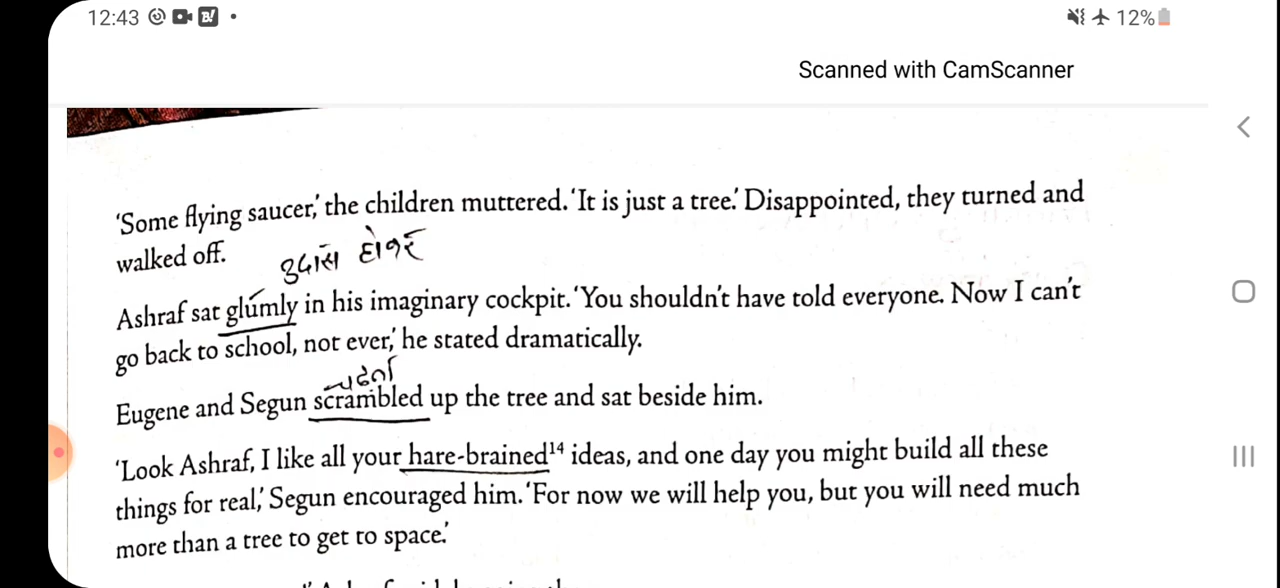 12:43
12%
Scanned with CamScanner
‘Some flying saucer,’ the children muttered. ‘It is just a tree.’ Disappointed, they turned and
walked off.
ઉદાસ હોકર
Ashraf sat glumly in his imaginary cockpit. ‘You shouldn’t have told everyone. Now I can’t
go back to school, not ever,’ he stated dramatically.
Eugene and Segun scrambled up the tree and sat beside him.
‘Look Ashraf, I like all your hare-brained¹⁴ ideas, and one day you might build all these
things for real,’ Segun encouraged him. ‘For now we will help you, but you will need much
more than a tree to get to space.’